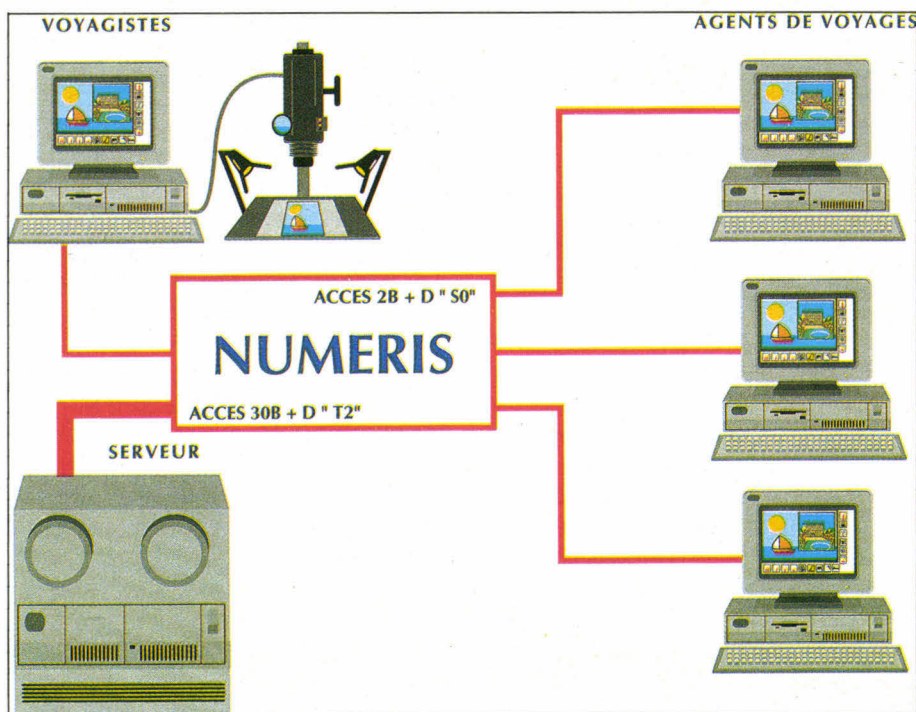 VOYAGISTES
AGENTS DE VOYAGES
ACCES 2B + D " S0"
NUMERIS
ACCES 30B + D " T2"
SERVEUR